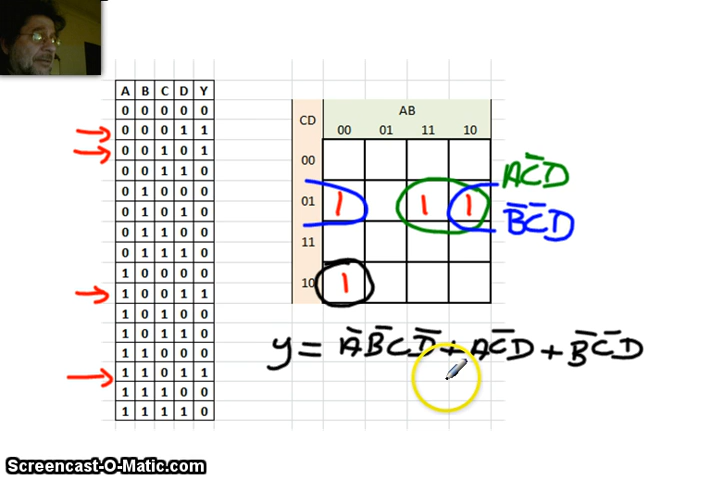 A B C D Y
0 0 0 0 0
0 0 0 1 1
0 0 1 0 1
0 0 1 1 0
0 1 0 0 0
0 1 0 1 0
0 1 1 0 0
0 1 1 1 0
1 0 0 0 0
1 0 0 1 1
1 0 1 0 0
1 0 1 1 0
1 1 0 0 0
1 1 0 1 1
1 1 1 0 0
1 1 1 1 0
AB
CD 00 01 11 10
00
01 1 1 1
11
10 1
AC̅D
B̅C̅D
y = A̅B̅CD̅ + AC̅D + B̅C̅D
Screencast-O-Matic.com